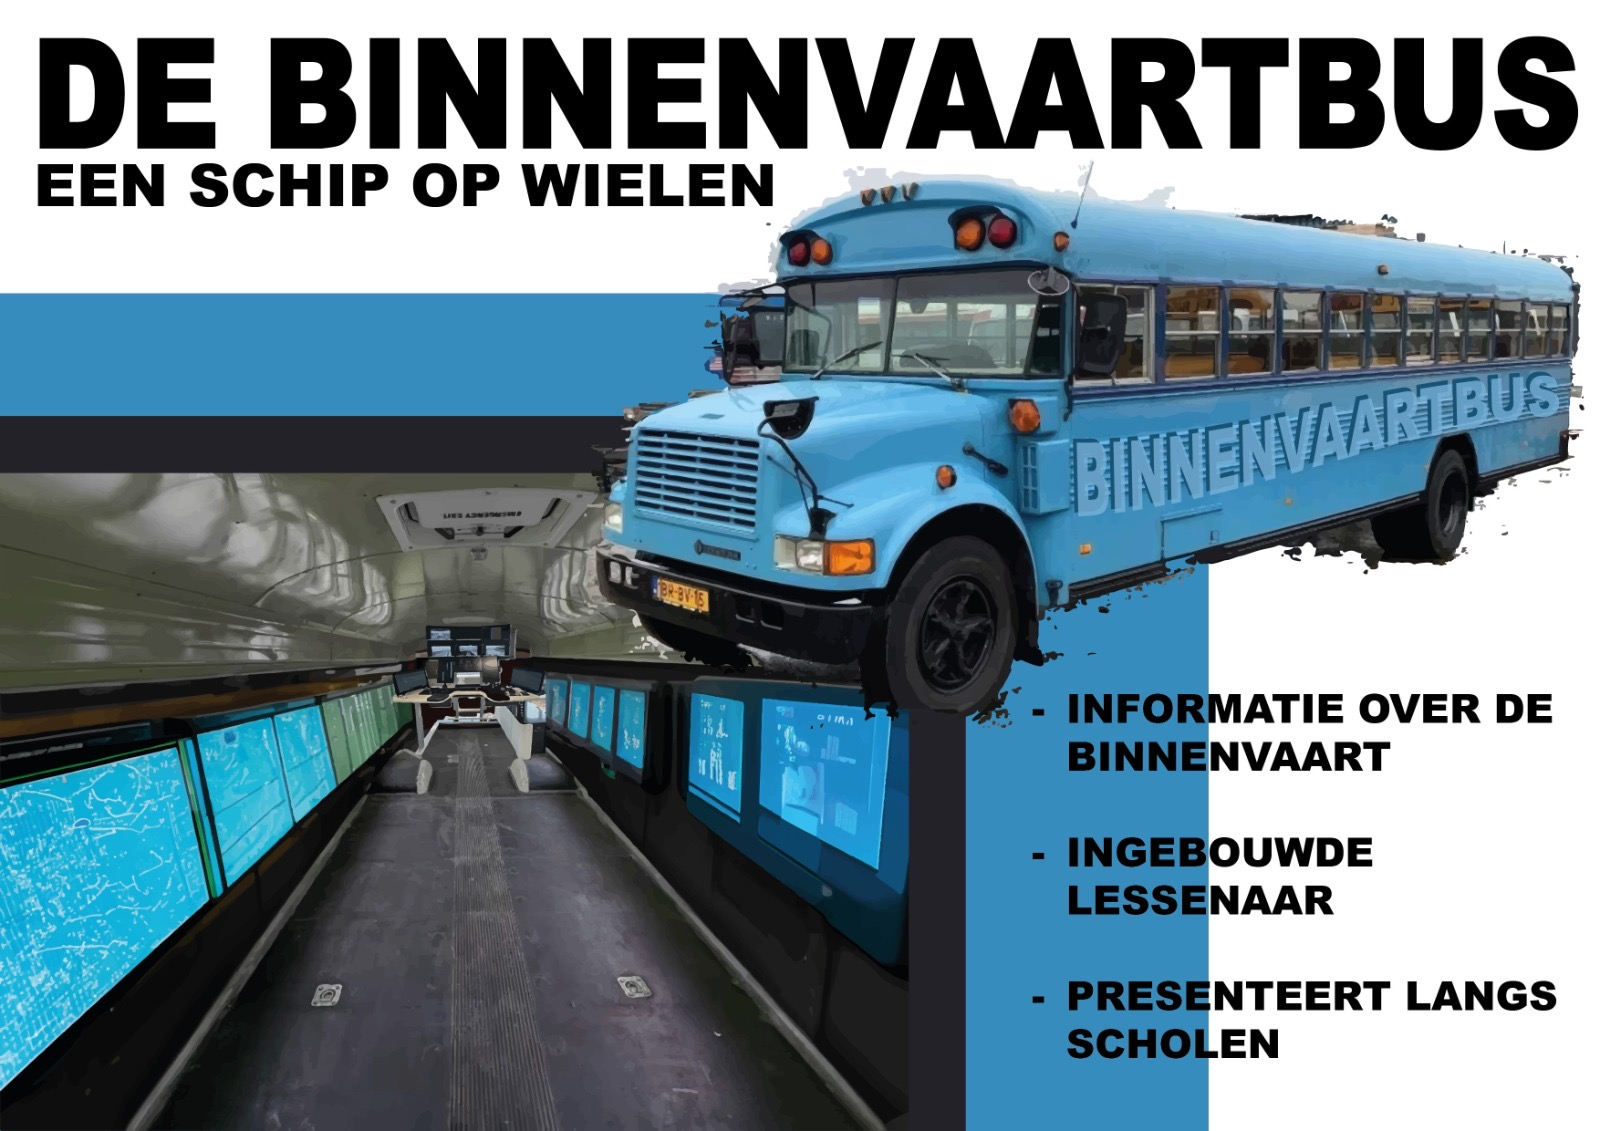 DE BINNENVAARTBUS
EEN SCHIP OP WIELEN
BINNENVAARTBUS
EMERGENCY EXIT
BR-BV-15
- INFORMATIE OVER DE
BINNENVAART
- INGEBOUWDE
LESSENAAR
- PRESENTEERT LANGS
SCHOLEN